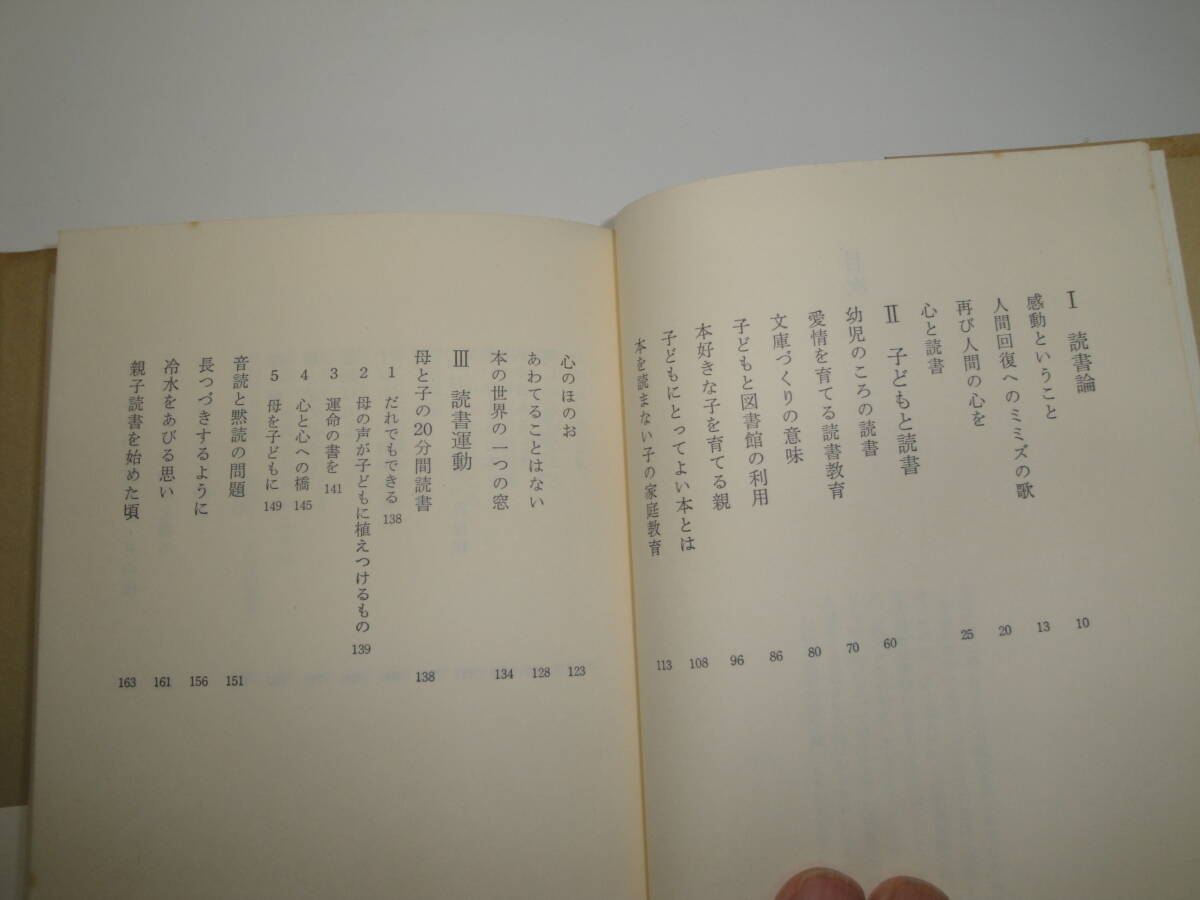 I 読書論
感動ということ 10
人間回復へのミミズの歌 13
再び人間の心を 20
心と読書 25
II 子どもと読書
幼児のころの読書 60
愛情を育てる読書教育 70
文庫づくりの意味 80
子どもと図書館の利用 86
本好きな子を育てる親 96
子どもにとってよい本とは 108
本を読まない子の家庭教育 113
心のほのお 123
あわてることはない 128
本の世界の一つの窓 134
III 読書運動
母と子の20分間読書 138
1 だれでもできる 138
2 母の声が子どもに植えつけるもの 139
3 運命の書を 141
4 心と心への橋 145
5 母を子どもに 149
音読と黙読の問題 151
長つづきするように 156
冷水をあびる思い 161
親子読書を始めた頃 163